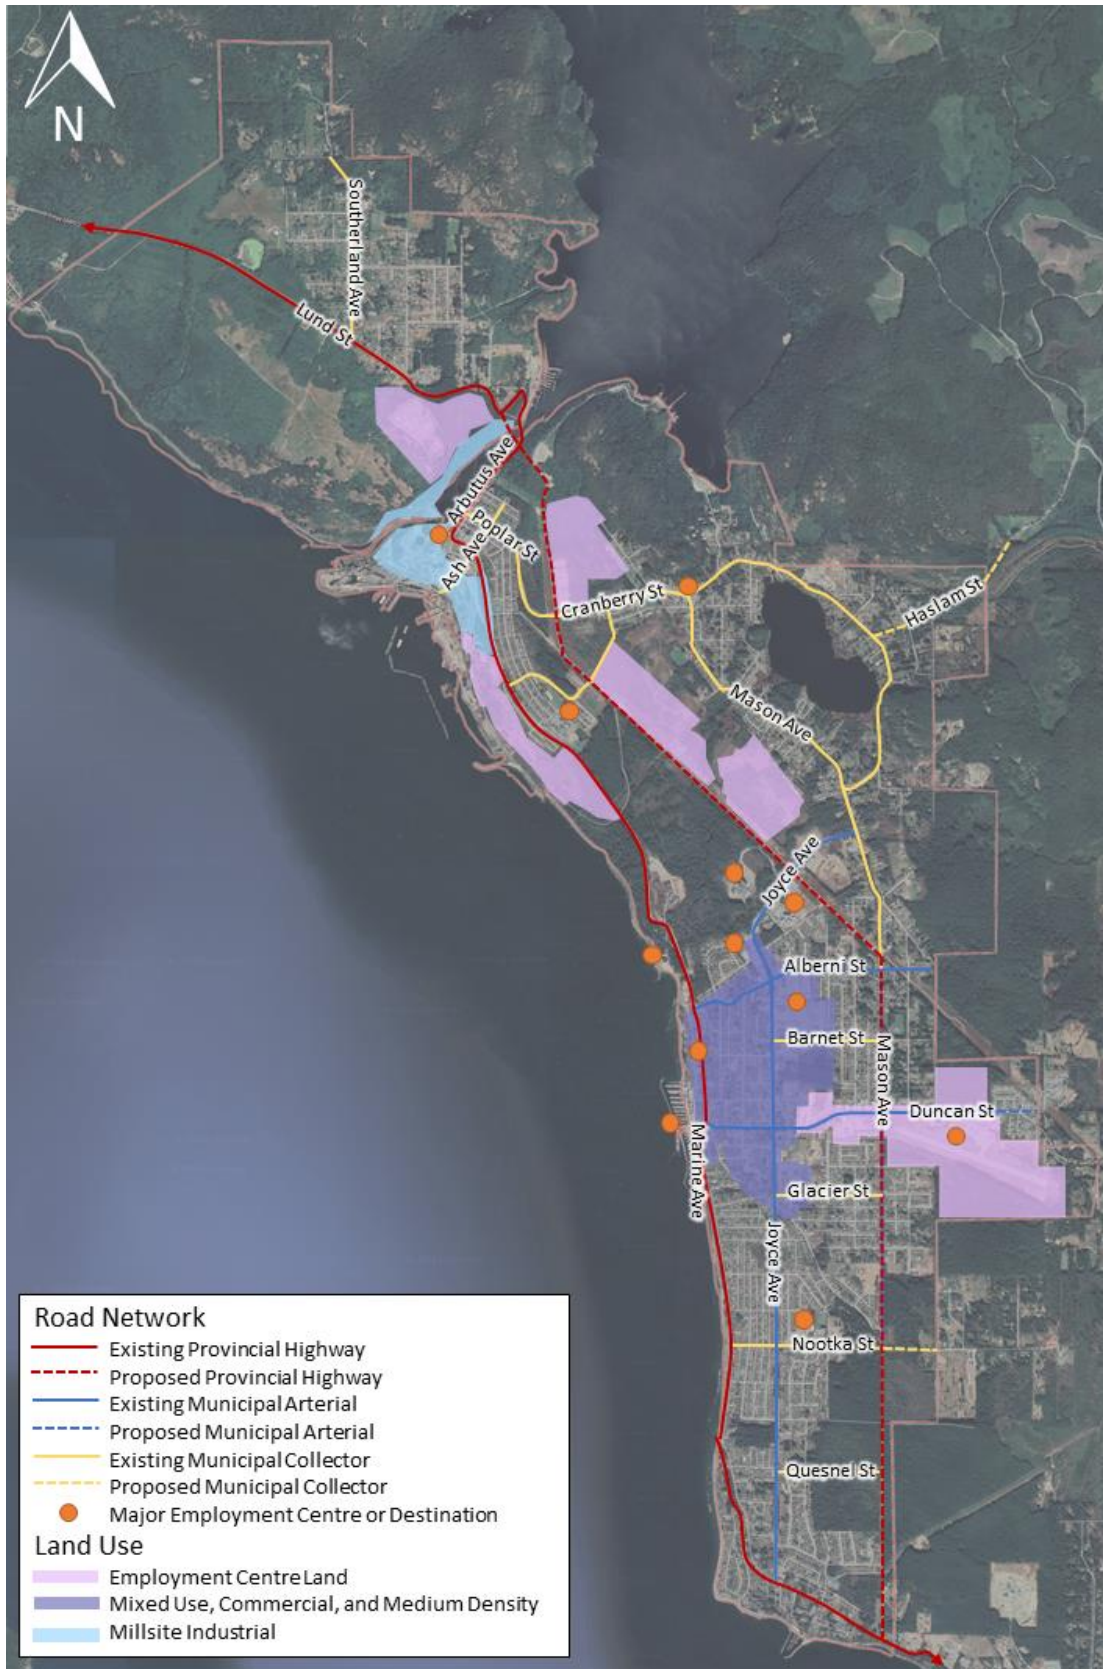 N
Southerland Ave
Lund St
Arbutus Ave
Poplar St
Ash Ave
Cranberry St
Haslam St
Mason Ave
Joyce Ave
Alberni St
Barnet St
Mason Ave
Duncan St
Marine Ave
Glacier St
Joyce Ave
Nootka St
Quesnel St
Road Network
Existing Provincial Highway
Proposed Provincial Highway
Existing Municipal Arterial
Proposed Municipal Arterial
Existing Municipal Collector
Proposed Municipal Collector
Major Employment Centre or Destination
Land Use
Employment Centre Land
Mixed Use, Commercial, and Medium Density
Millsite Industrial